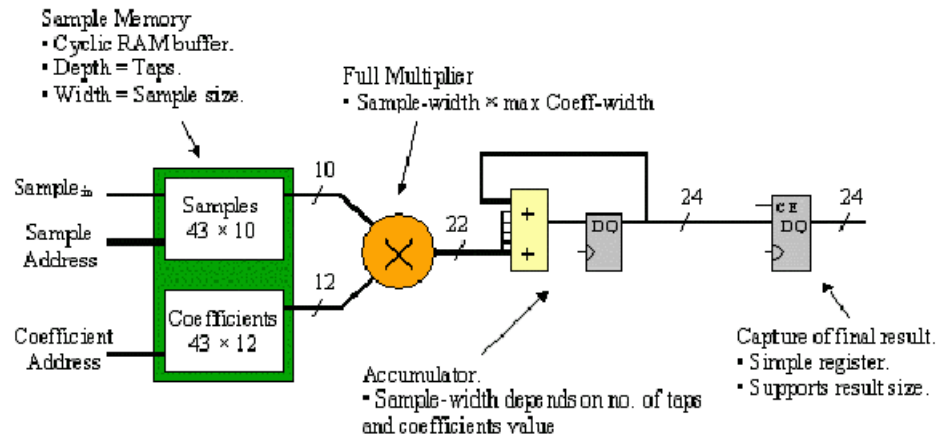 Sample Memory
▪ Cyclic RAM buffer.
▪ Depth = Taps.
▪ Width = Sample size.
Full Multiplier
▪ Sample-width × max Coeff-width
Sample in
Samples
43 × 10
10
Sample
Address
22
+
+
DQ
24
CE
DQ
24
12
Coefficients
43 × 12
Coefficient
Address
Accumulator.
▪ Sample-width depends on no. of taps
and coefficients value
Capture of final result.
▪ Simple register.
▪ Supports result size.